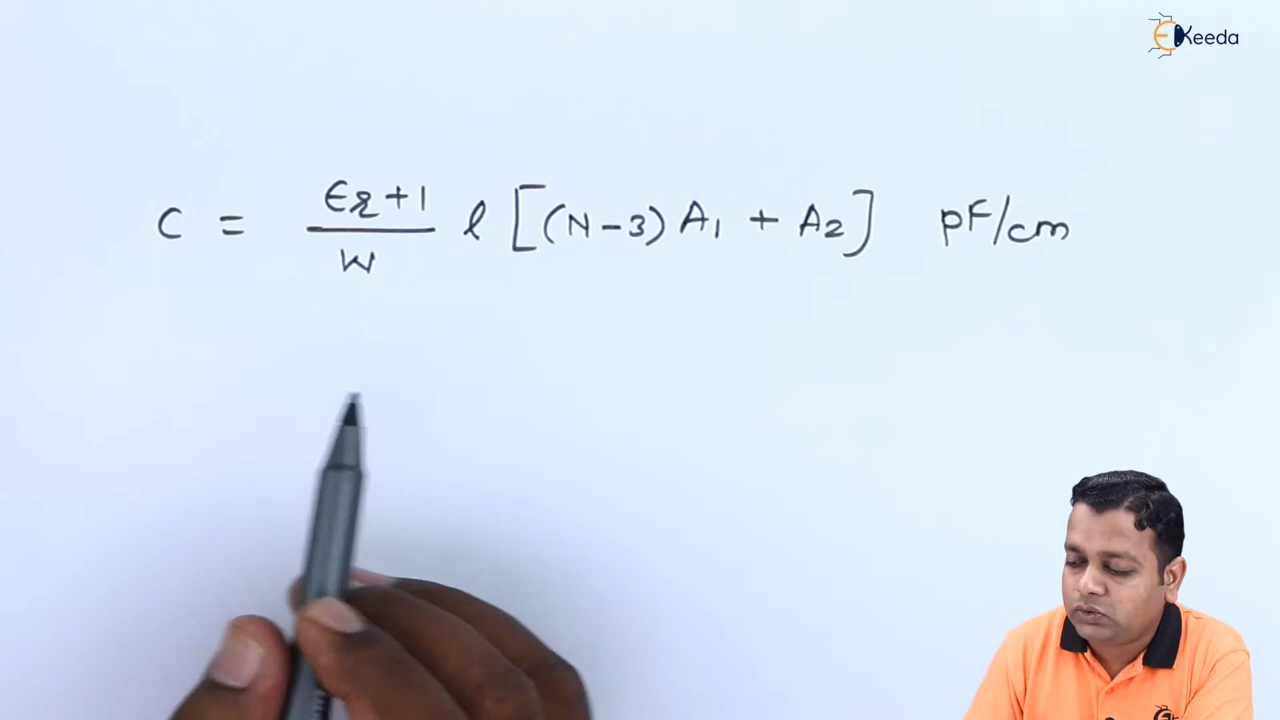 EKeeda
C = (εr+1)/W l [(N-3) A1 + A2] pF/cm